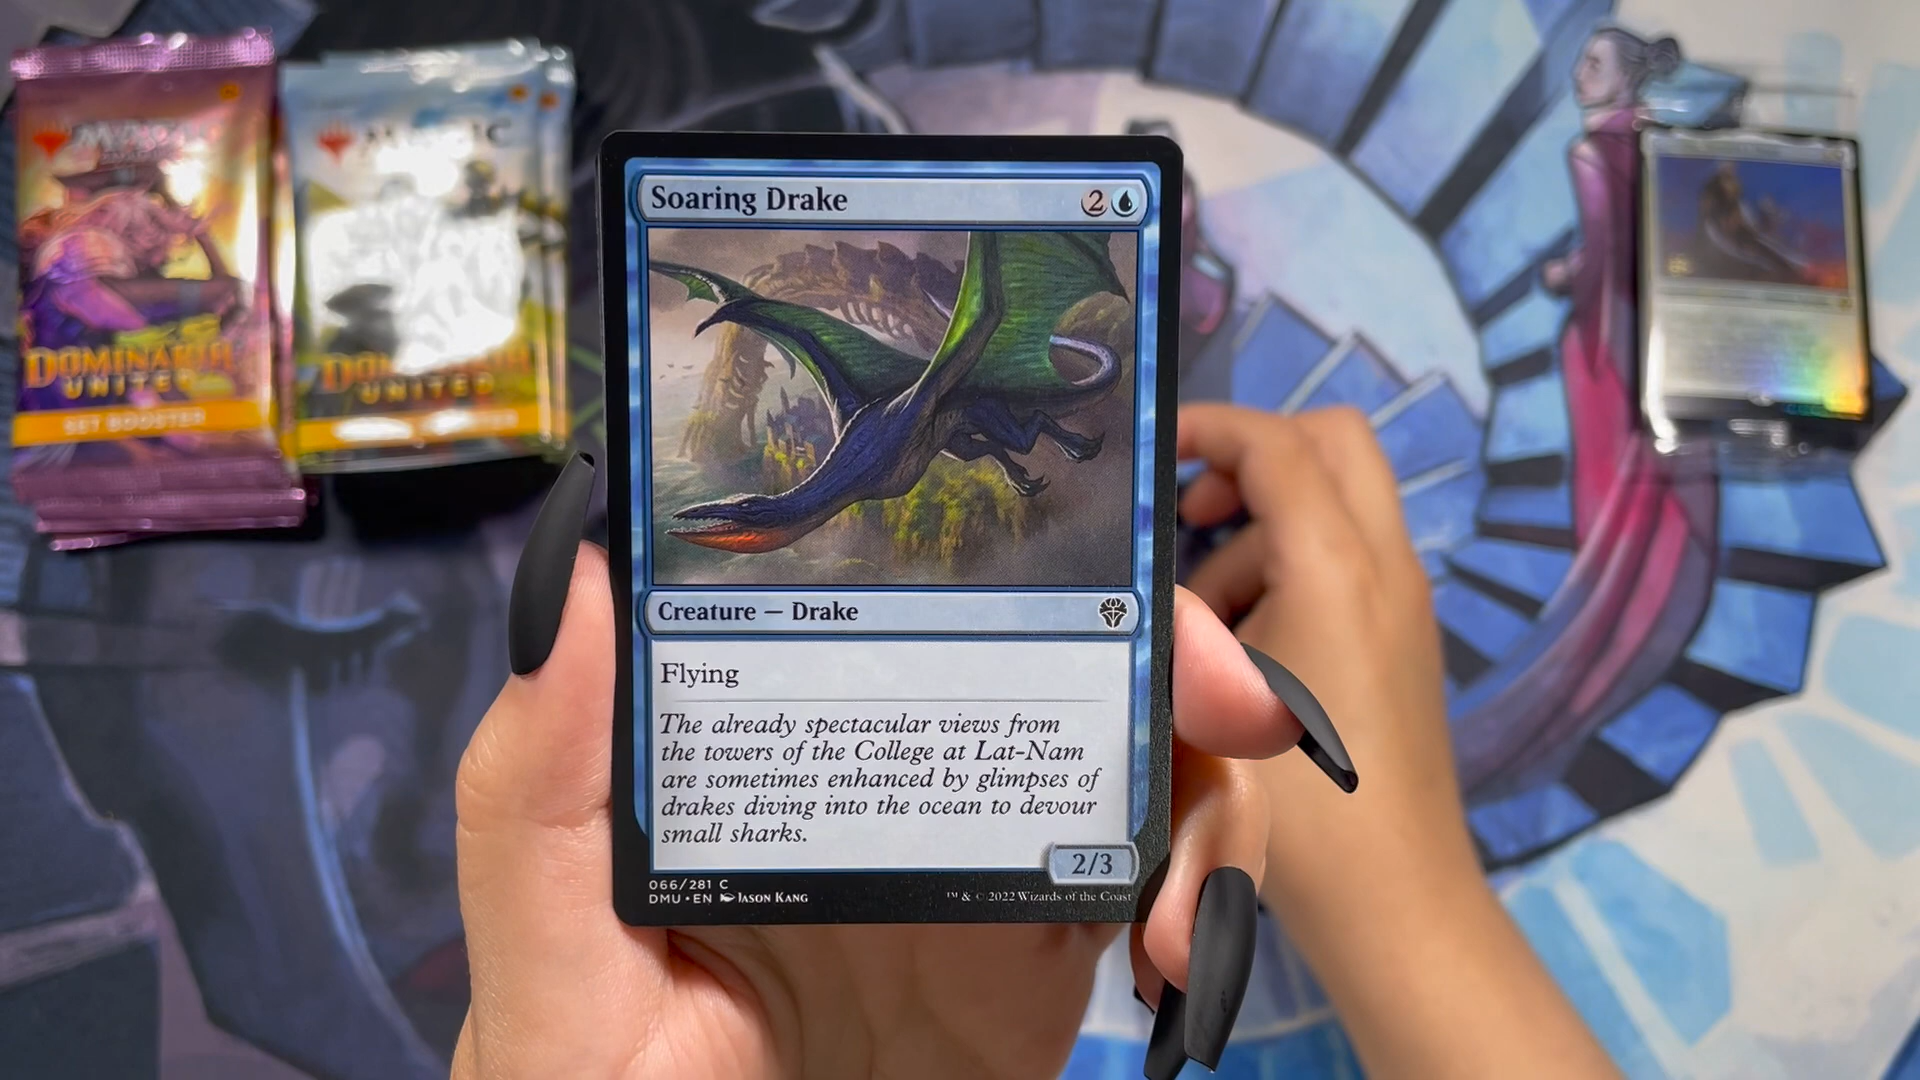 DOMINARIA
UNITED
SET BOOSTER
MAGIC
DOMINARIA
UNITED
Soaring Drake
2
Creature — Drake
Flying
The already spectacular views from
the towers of the College at Lat-Nam
are sometimes enhanced by glimpses of
drakes diving into the ocean to devour
small sharks.
2/3
066/281 C
DMU • EN JASON KANG
™ & © 2022 Wizards of the Coast